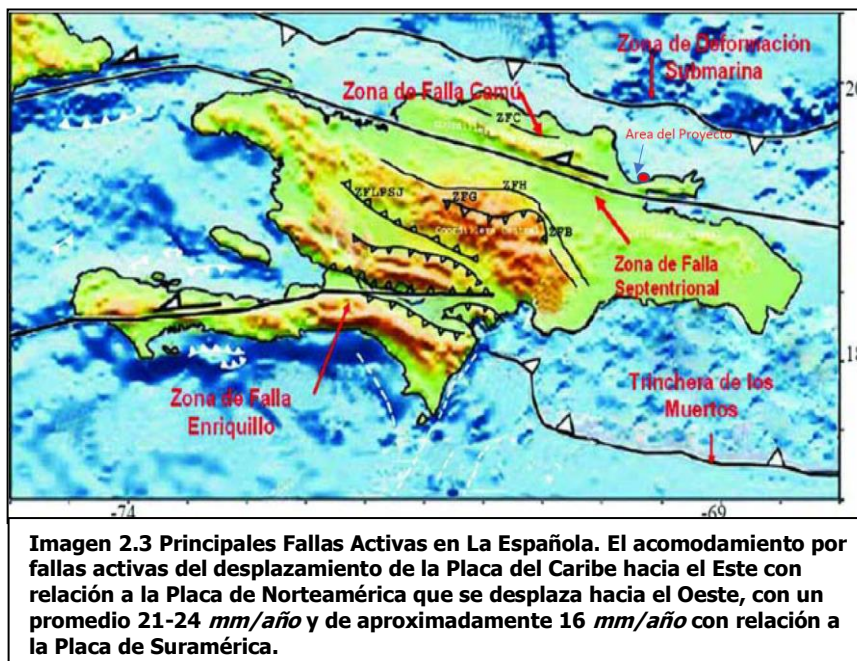 Zona de Deformación
Submarina
20
Zona de Falla Camú
ZFC
Area del Proyecto
ZFLPSJ
ZFG
ZFH
ZFB
Zona de Falla
Septentrional
18
Zona de Falla
Enriquillo
Trinchera de los
Muertos
-74
-69
Imagen 2.3 Principales Fallas Activas en La Española. El acomodamiento por
fallas activas del desplazamiento de la Placa del Caribe hacia el Este con
relación a la Placa de Norteamérica que se desplaza hacia el Oeste, con un
promedio 21-24 mm/año y de aproximadamente 16 mm/año con relación a
la Placa de Suramérica.